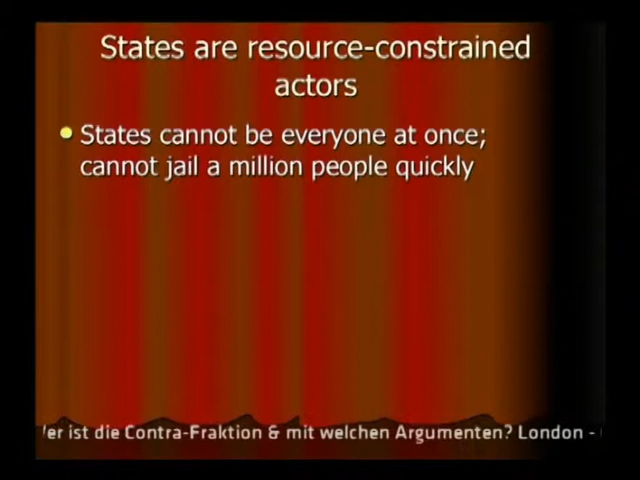 States are resource-constrained
actors
States cannot be everyone at once;
cannot jail a million people quickly
ist die Contra-Fraktion & mit welchen Argumenten? London -